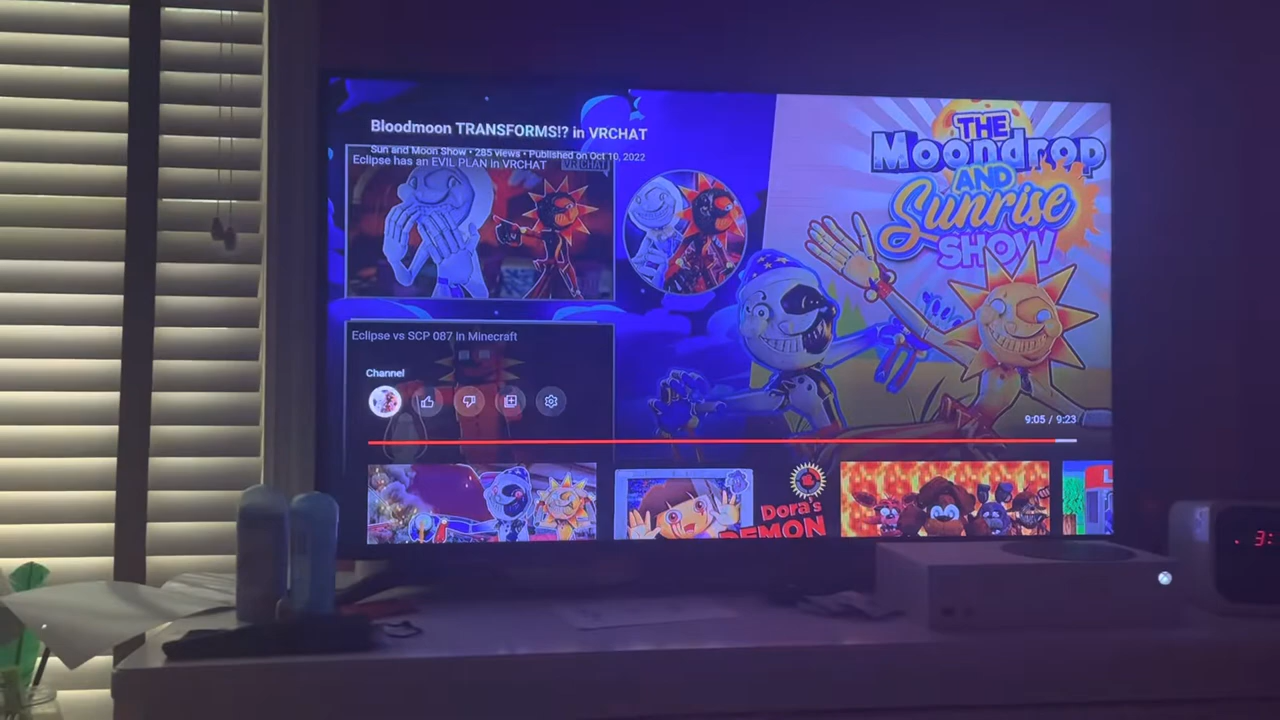 Bloodmoon TRANSFORMS!? in VRCHAT
Sun and Moon Show • 285 views • Published on Oct 10, 2022
Eclipse has an EVIL PLAN in VRCHAT
VRCHAT
THE
Moondrop
AND
Sunrise
SHOW
Eclipse vs SCP 087 in Minecraft
Channel
9:05 / 9:23
Dora's
DEMON
3: